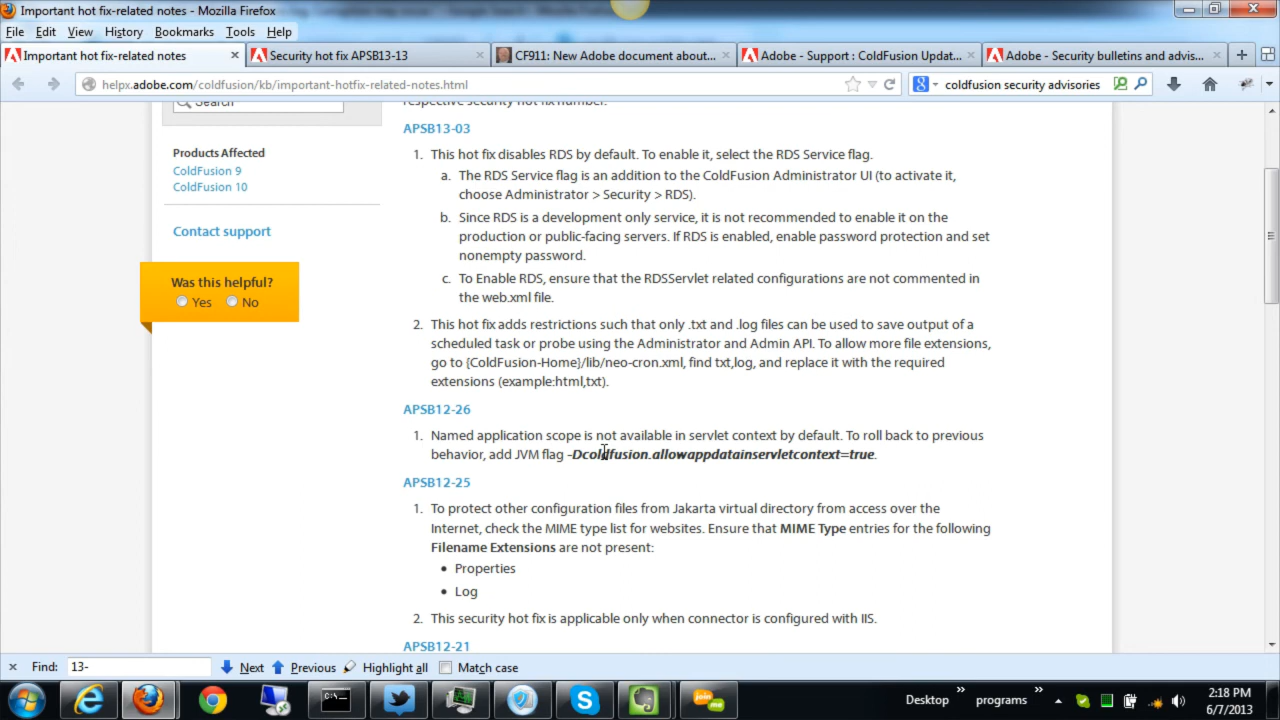 Important hot fix-related notes - Mozilla Firefox
File Edit View History Bookmarks Tools Help
Important hot fix-related notes
Security hot fix APSB13-13
CF911: New Adobe document about...
Adobe - Support : ColdFusion Updat...
Adobe - Security bulletins and advis...
helpx.adobe.com/coldfusion/kb/important-hotfix-related-notes.html
coldfusion security advisories
Search
Products Affected
ColdFusion 9
ColdFusion 10
Contact support
Was this helpful?
Yes No
respective security hot fix number.
APSB13-03
1. This hot fix disables RDS by default. To enable it, select the RDS Service flag.
a. The RDS Service flag is an addition to the ColdFusion Administrator UI (to activate it,
choose Administrator > Security > RDS).
b. Since RDS is a development only service, it is not recommended to enable it on the
production or public-facing servers. If RDS is enabled, enable password protection and set
nonempty password.
c. To Enable RDS, ensure that the RDSServlet related configurations are not commented in
the web.xml file.
2. This hot fix adds restrictions such that only .txt and .log files can be used to save output of a
scheduled task or probe using the Administrator and Admin API. To allow more file extensions,
go to {ColdFusion-Home}/lib/neo-cron.xml, find txt,log, and replace it with the required
extensions (example:html,txt).
APSB12-26
1. Named application scope is not available in servlet context by default. To roll back to previous
behavior, add JVM flag -Dcoldfusion.allowappdatainservletcontext=true.
APSB12-25
1. To protect other configuration files from Jakarta virtual directory from access over the
Internet, check the MIME type list for websites. Ensure that MIME Type entries for the following
Filename Extensions are not present:
• Properties
• Log
2. This security hot fix is applicable only when connector is configured with IIS.
APSB12-21
Find: 13- Next Previous Highlight all Match case
Desktop » programs »
2:18 PM
6/7/2013